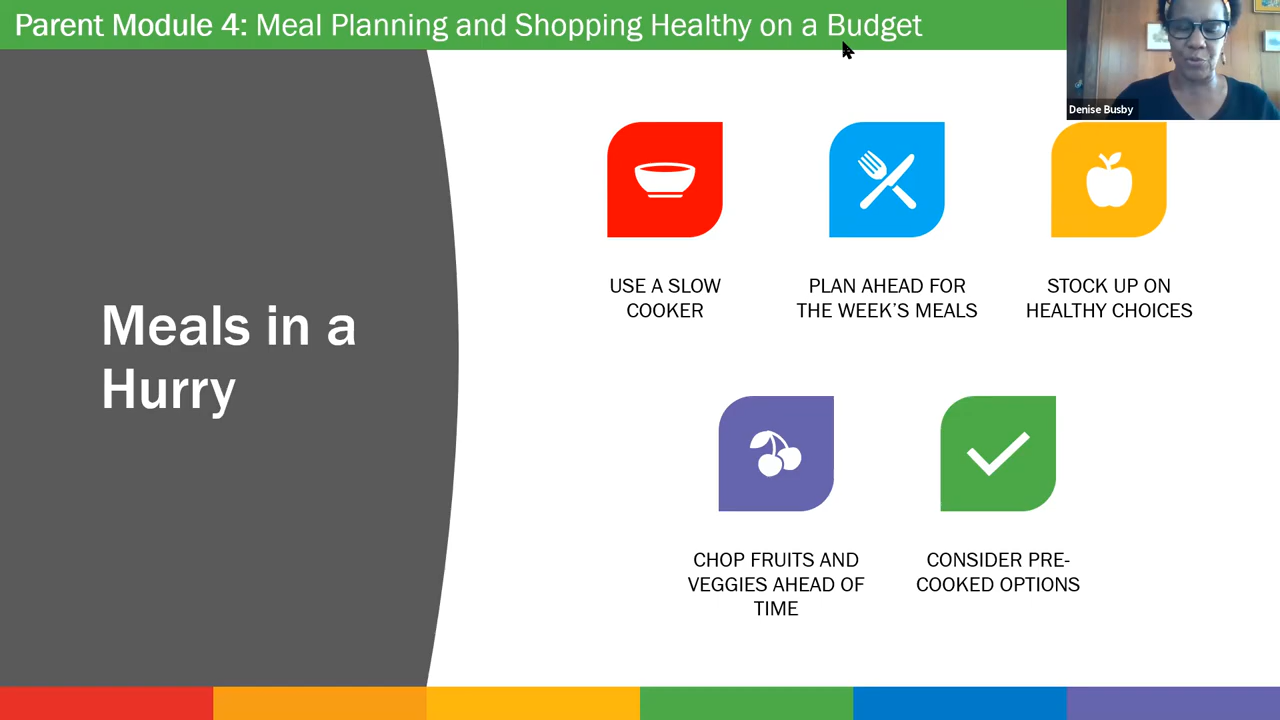 Parent Module 4: Meal Planning and Shopping Healthy on a Budget
Denise Busby
Meals in a
Hurry
USE A SLOW
COOKER
PLAN AHEAD FOR
THE WEEK'S MEALS
STOCK UP ON
HEALTHY CHOICES
CHOP FRUITS AND
VEGGIES AHEAD OF
TIME
CONSIDER PRE-
COOKED OPTIONS